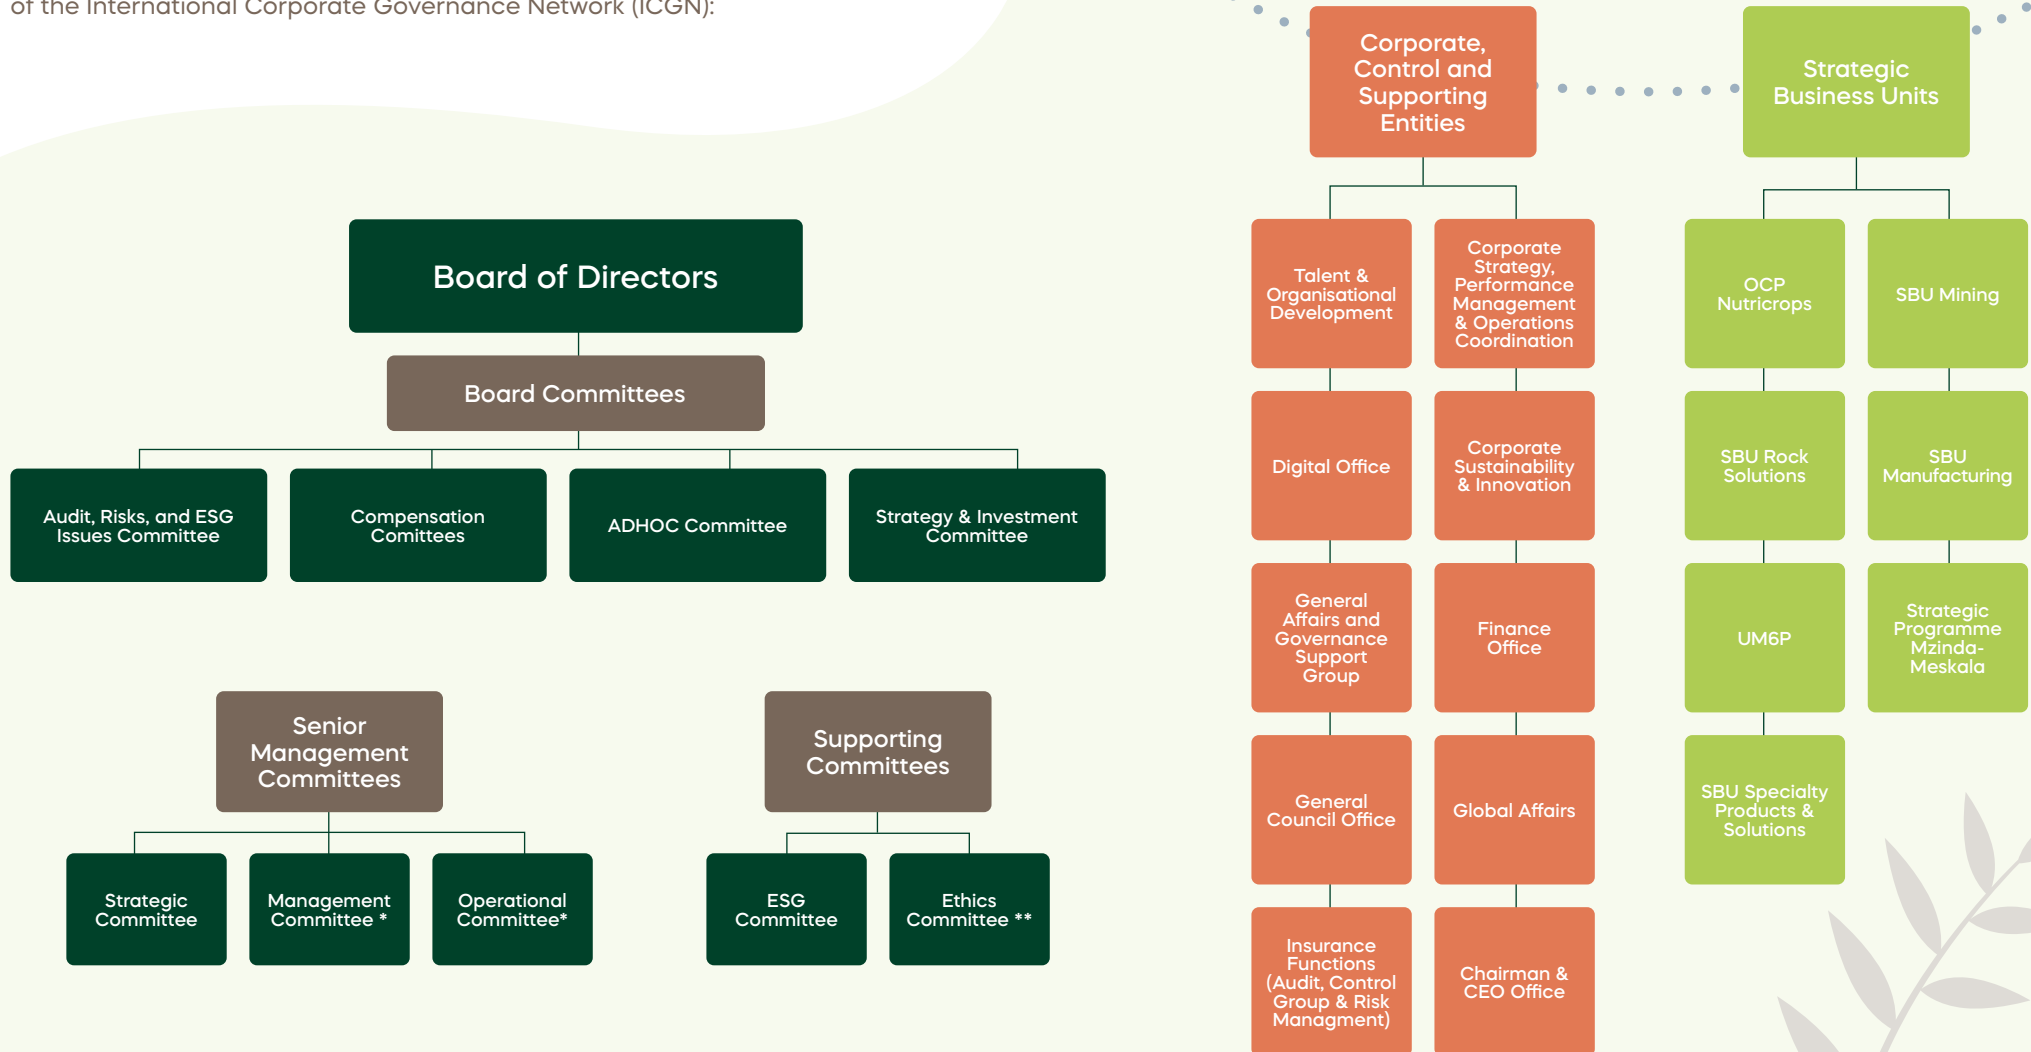 of the International Corporate Governance Network (ICGN):
Board of Directors
Board Committees
Audit, Risks, and ESG
Issues Committee
Compensation
Comittees
ADHOC Committee
Strategy & Investment
Committee
Senior
Management
Committees
Strategic
Committee
Management
Committee *
Operational
Committee*
Supporting
Committees
ESG
Committee
Ethics
Committee **
Corporate,
Control and
Supporting
Entities
Talent &
Organisational
Development
Corporate
Strategy,
Performance
Management
& Operations
Coordination
Digital Office
Corporate
Sustainability
& Innovation
General
Affairs and
Governance
Support
Group
Finance
Office
General
Council Office
Global Affairs
Insurance
Functions
(Audit, Control
Group & Risk
Managment)
Chairman &
CEO Office
Strategic
Business Units
OCP
Nutricrops
SBU Mining
SBU Rock
Solutions
SBU
Manufacturing
UM6P
Strategic
Programme
Mzinda-
Meskala
SBU Specialty
Products &
Solutions